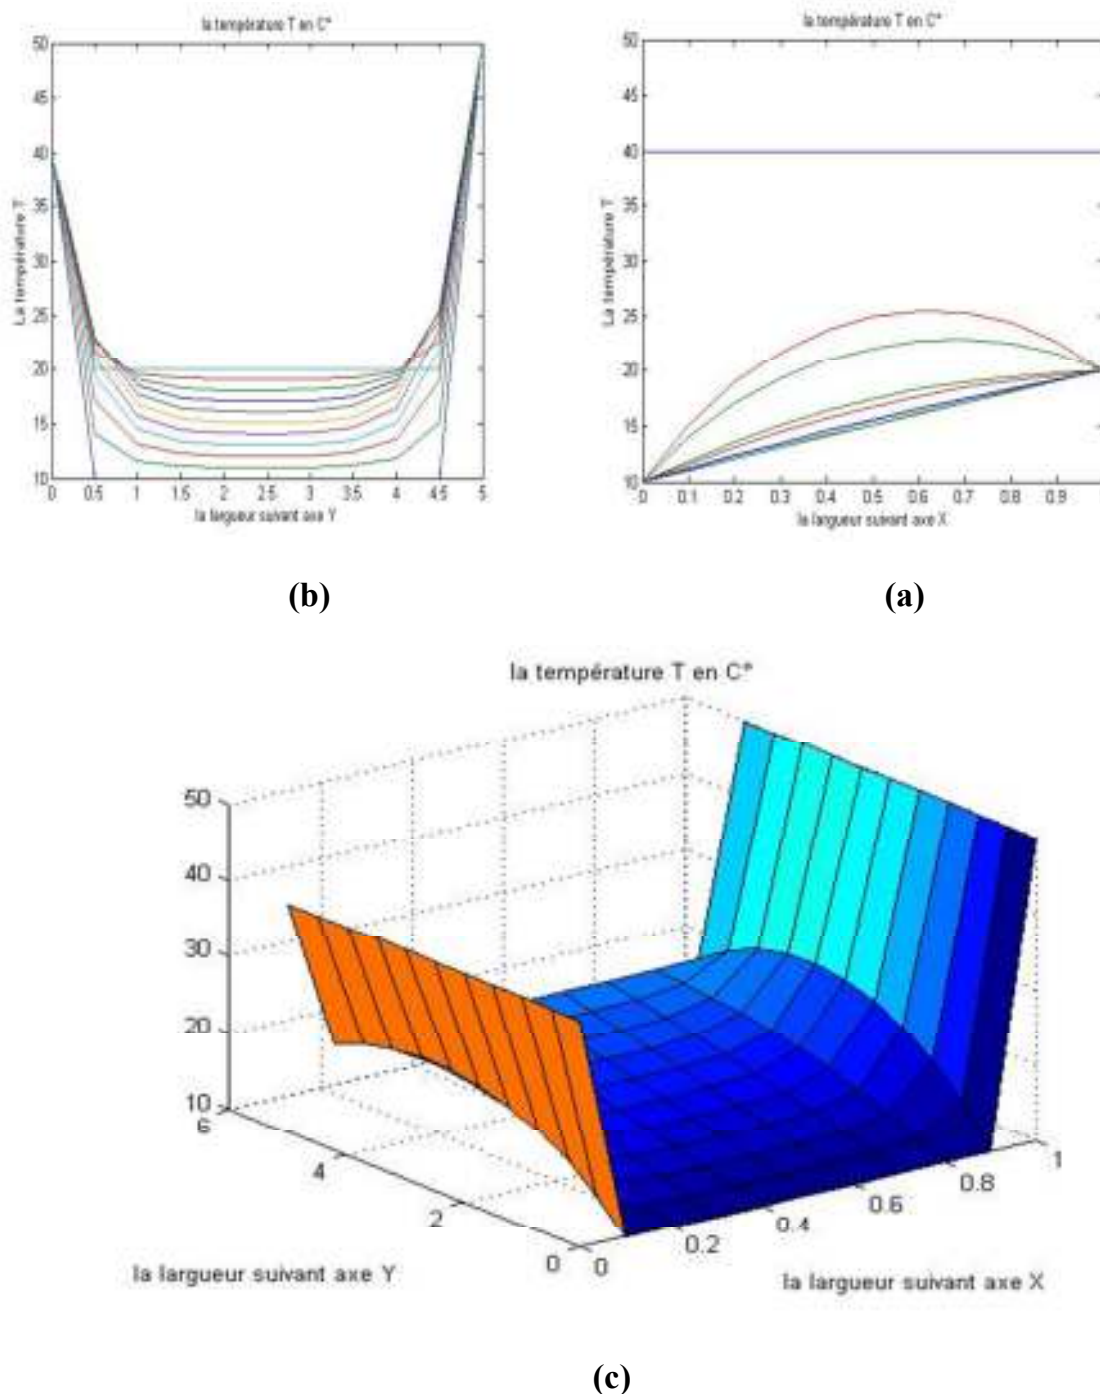 la température T en C°
50
45
40
35
30
25
20
15
10
La température T
0 0.5 1 1.5 2 2.5 3 3.5 4 4.5 5
la largueur suivant axe Y
(b)
la température T en C°
50
45
40
35
30
25
20
15
10
La température T
0 0.1 0.2 0.3 0.4 0.5 0.6 0.7 0.8 0.9 1
la largueur suivant axe X
(a)
la température T en C°
50
40
30
20
10
6
4
2
0
0
0.2
0.4
0.6
0.8
1
la largueur suivant axe Y
la largueur suivant axe X
(c)